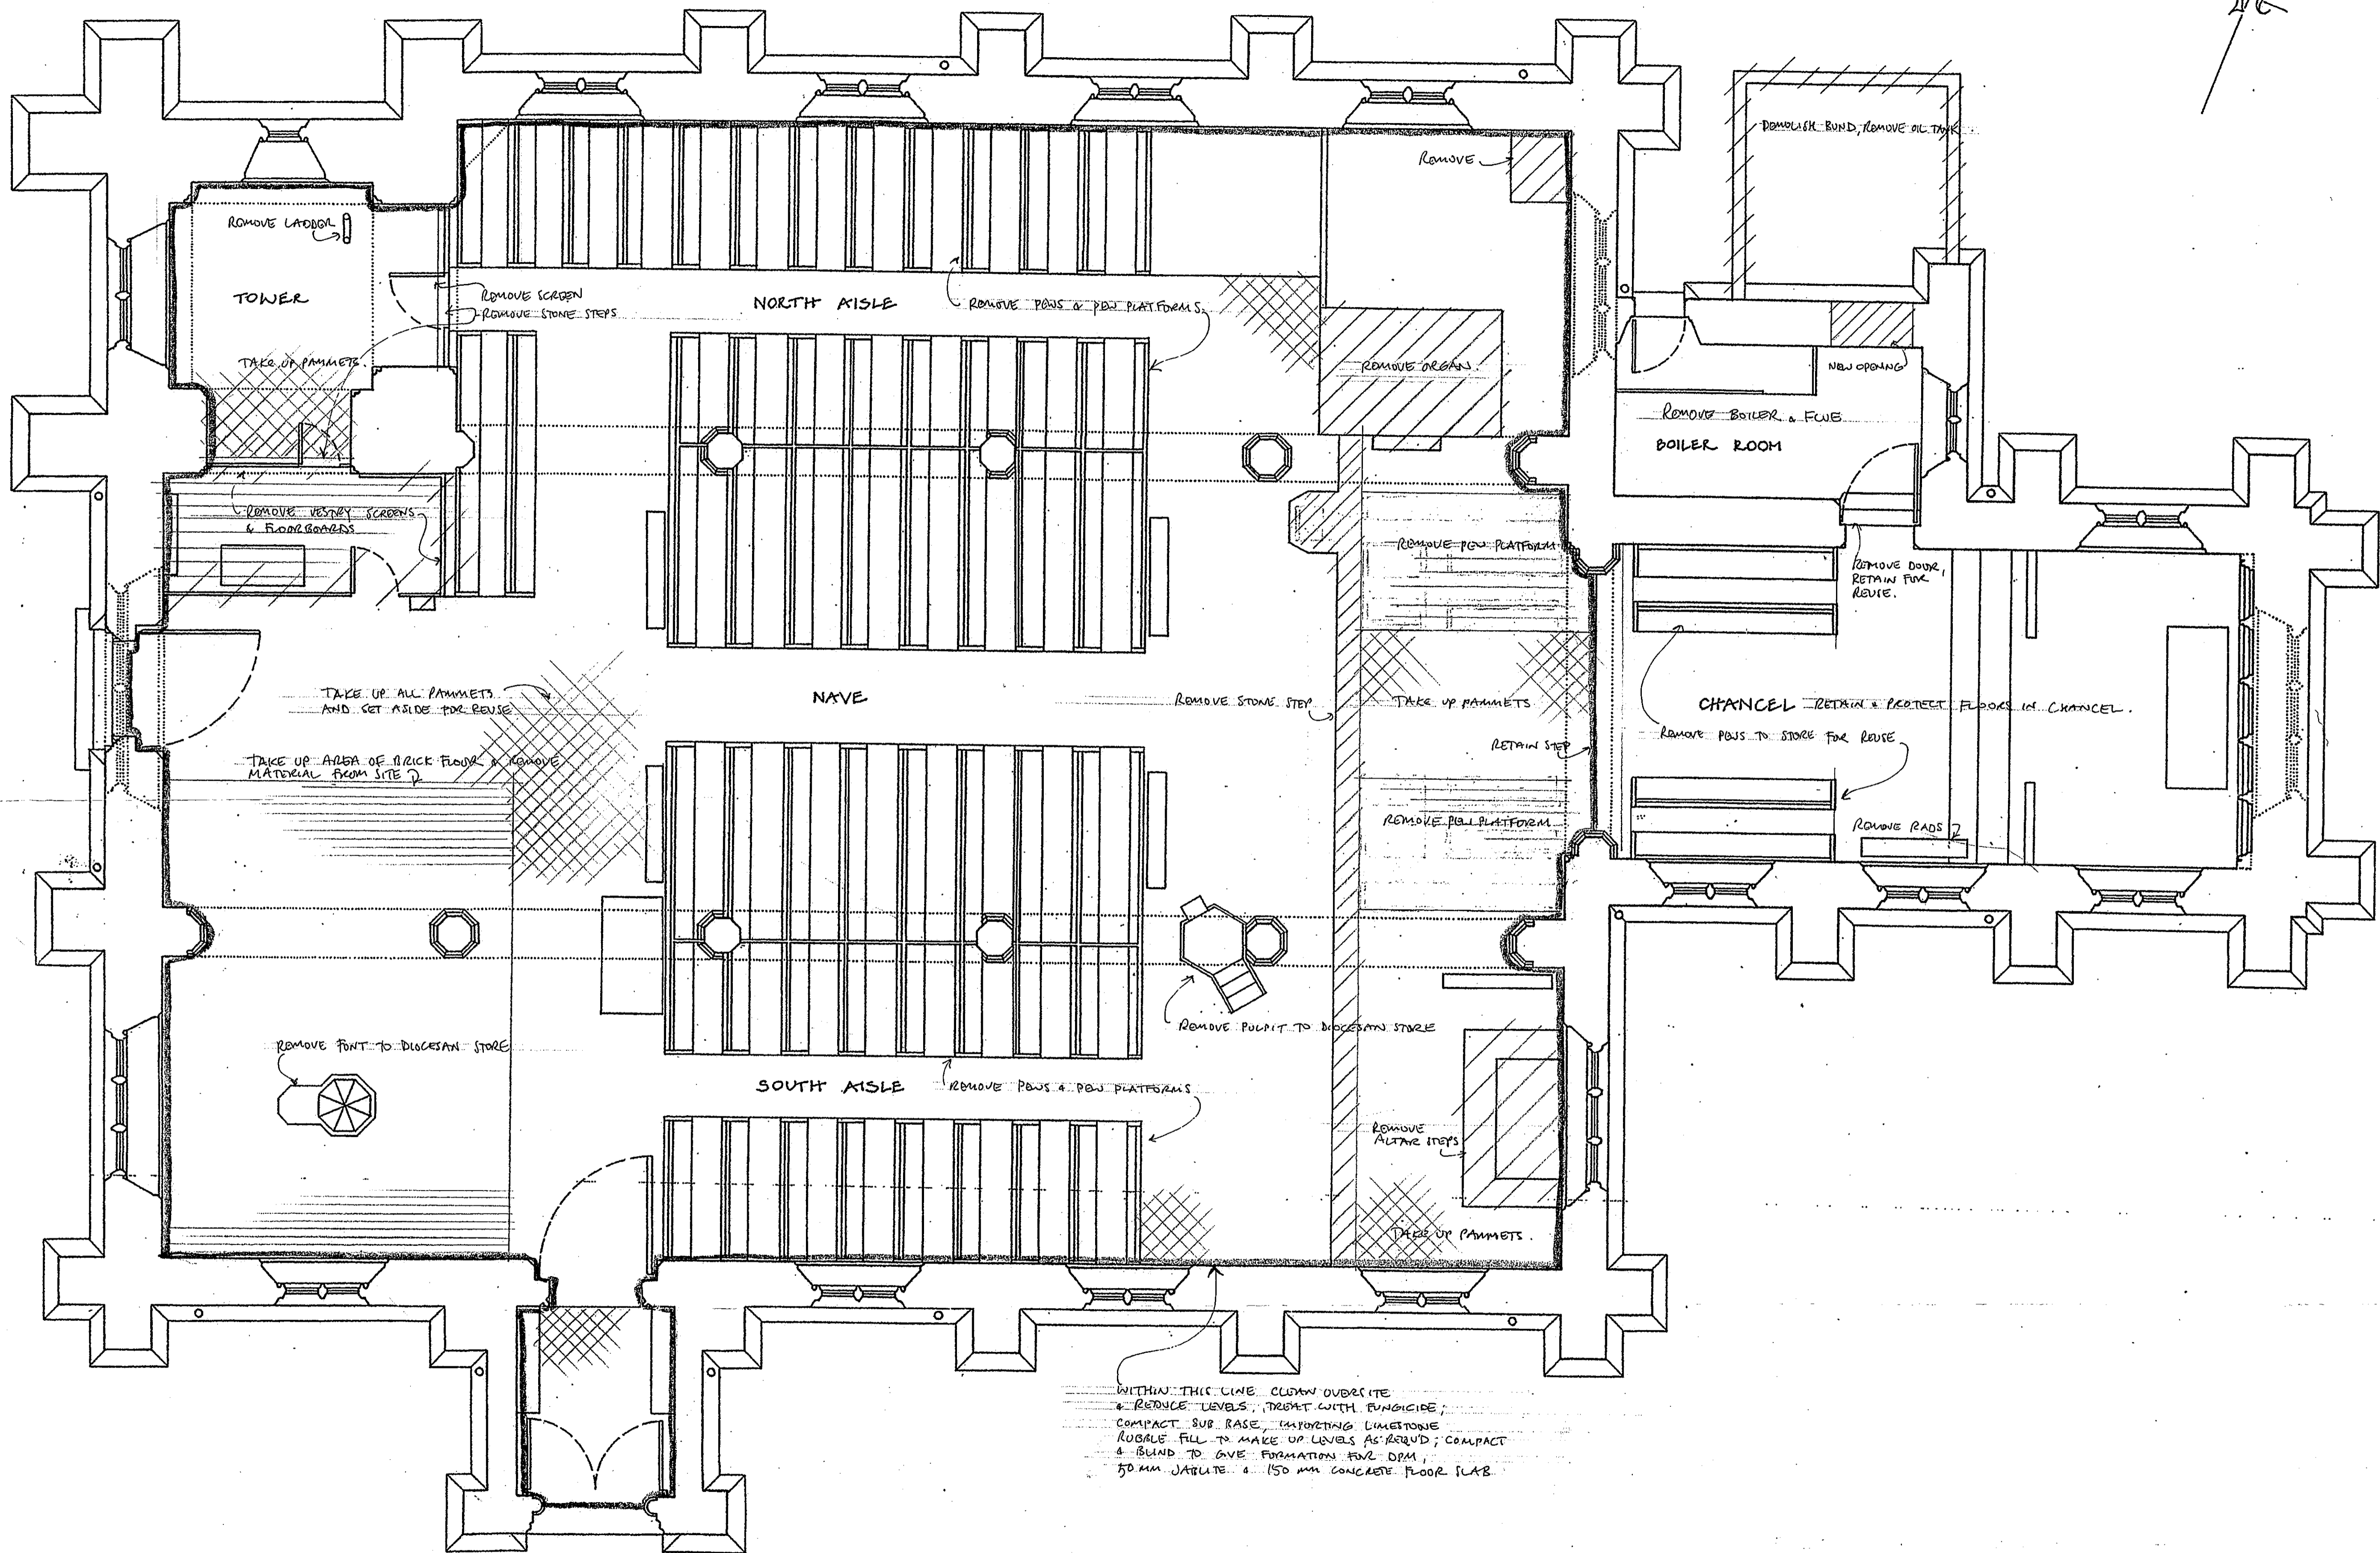 DEMOLISH BUND, REMOVE OIL TANK
REMOVE
REMOVE LADDER
TOWER
REMOVE SCREEN
REMOVE STONE STEPS
NORTH AISLE
REMOVE PEWS & PEW PLATFORMS
TAKE UP PAMMETS.
REMOVE ORGAN.
NEW OPENING
REMOVE BOILER & FLUE
BOILER ROOM
REMOVE VESTRY SCREENS
& FLOORBOARDS
REMOVE PEW PLATFORM
REMOVE DOOR,
RETAIN FOR
REUSE.
TAKE UP ALL PAMMETS
AND SET ASIDE FOR REUSE
NAVE
REMOVE STONE STEP
TAKE UP PAMMETS
CHANCEL RETAIN & PROTECT FLOORS IN CHANCEL.
REMOVE PEWS TO STORE FOR REUSE
RETAIN STEP
TAKE UP AREA OF BRICK FLOOR & REMOVE
MATERIAL FROM SITE
REMOVE PEW PLATFORM
REMOVE RADS
REMOVE PULPIT TO DIOCESAN STORE
REMOVE FONT TO DIOCESAN STORE
SOUTH AISLE
REMOVE PEWS & PEW PLATFORMS
REMOVE
ALTAR STEPS
TAKE UP PAMMETS.
WITHIN THIS LINE CLEAN OVERSITE
& REDUCE LEVELS, TREAT WITH FUNGICIDE;
COMPACT SUB BASE, IMPORTING LIMESTONE
RUBBLE FILL TO MAKE UP LEVELS AS REQU'D; COMPACT
& BLIND TO GIVE FORMATION FOR DPM,
50 MM JABLITE & 150 MM CONCRETE FLOOR SLAB